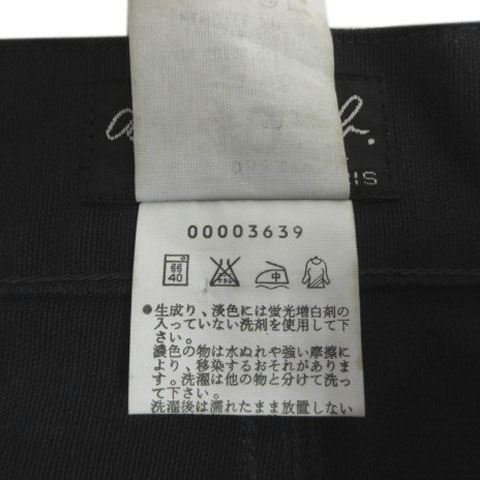 b.
IS
00003639
弱
40
中
●生成り、淡色には蛍光増白剤の
入っていない洗剤を使用して下
さい。
濃色の物は水ぬれや強い摩擦に
より、移染するおそれがありま
す。洗濯は他の物と分けて洗っ
て下さい。
洗濯後は濡れたまま放置しない